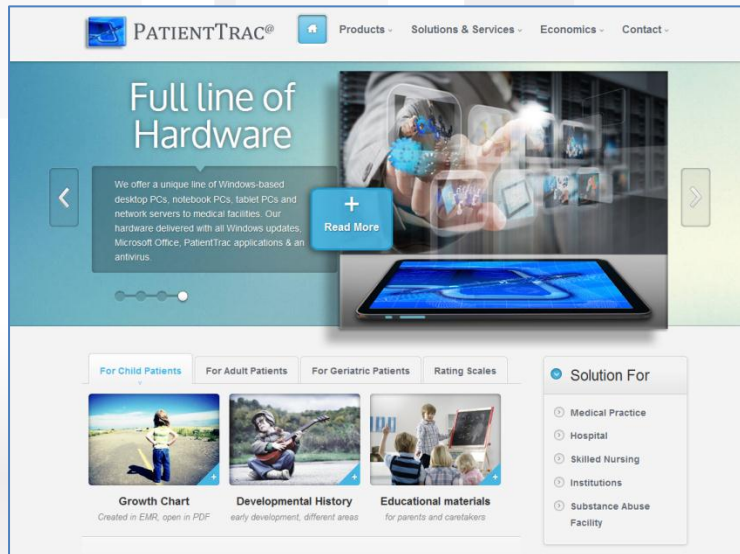 PATIENTTRAC@
Products
Solutions & Services
Economics
Contact
Full line of
Hardware
We offer a unique line of Windows-based
desktop PCs, notebook PCs, tablet PCs and
network servers to medical facilities. Our
hardware delivered with all Windows updates,
Microsoft Office, PatientTrac applications & an
antivirus.
+
Read More
For Child Patients
For Adult Patients
For Geriatric Patients
Rating Scales
Growth Chart
Created in EMR, open in PDF
Developmental History
early development, different areas
Educational materials
for parents and caretakers
Solution For
Medical Practice
Hospital
Skilled Nursing
Institutions
Substance Abuse
Facility